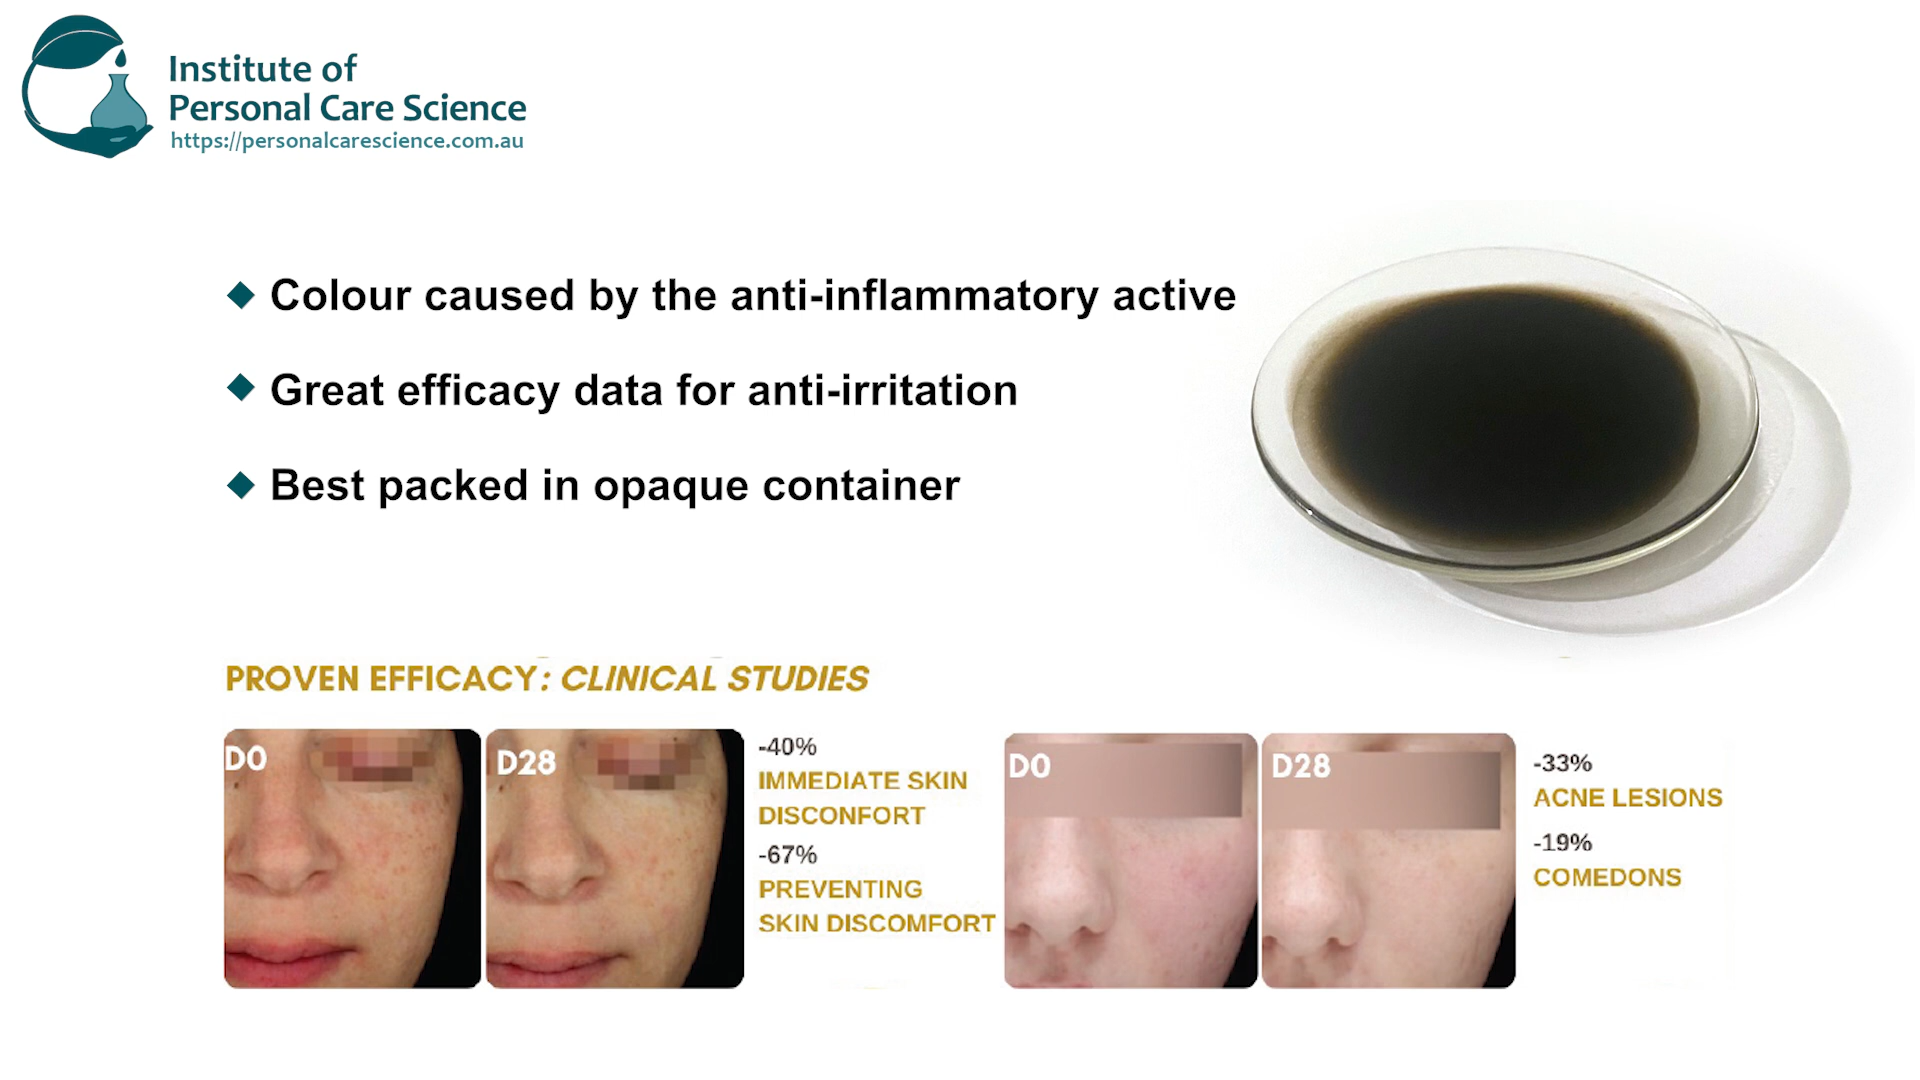 Institute of
Personal Care Science
https://personalcarescience.com.au
Colour caused by the anti-inflammatory active
Great efficacy data for anti-irritation
Best packed in opaque container
PROVEN EFFICACY: CLINICAL STUDIES
D0
D28
-40%
IMMEDIATE SKIN
DISCONFORT
-67%
PREVENTING
SKIN DISCOMFORT
D0
D28
-33%
ACNE LESIONS
-19%
COMEDONS